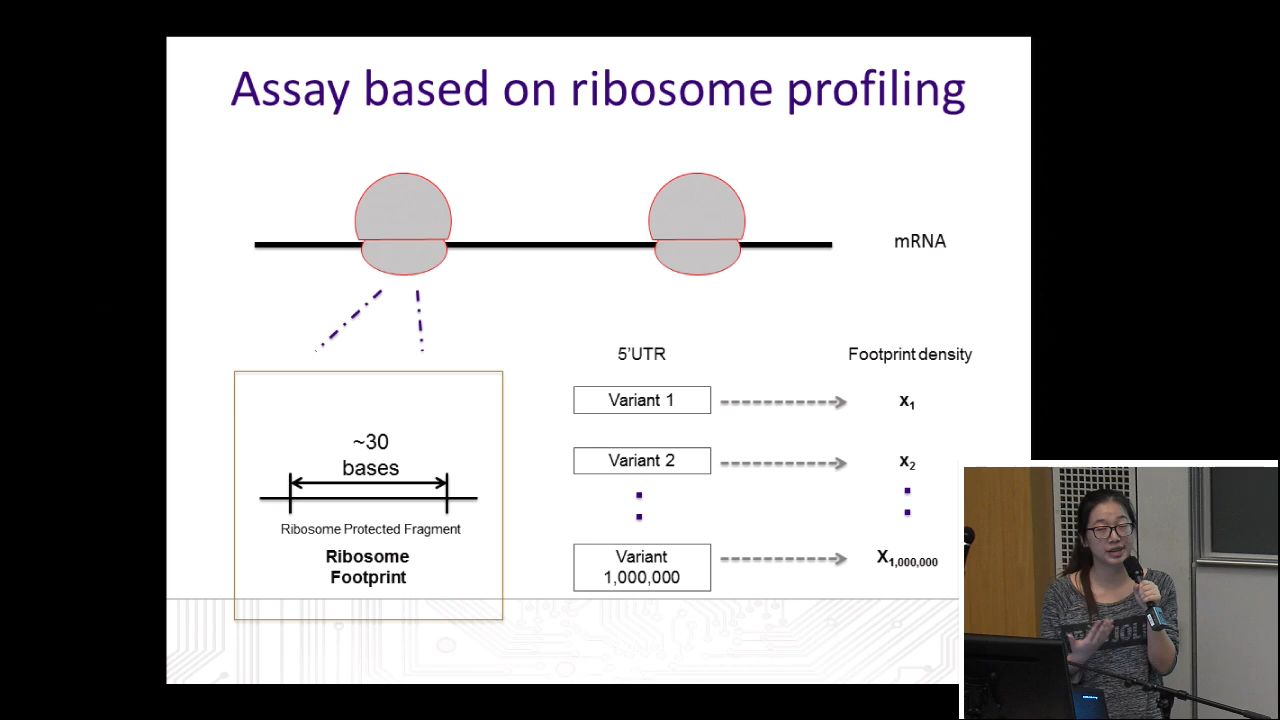 Assay based on ribosome profiling
mRNA
5'UTR
Footprint density
Variant 1
x1
Variant 2
x2
Variant
1,000,000
X1,000,000
~30
bases
Ribosome Protected Fragment
Ribosome
Footprint